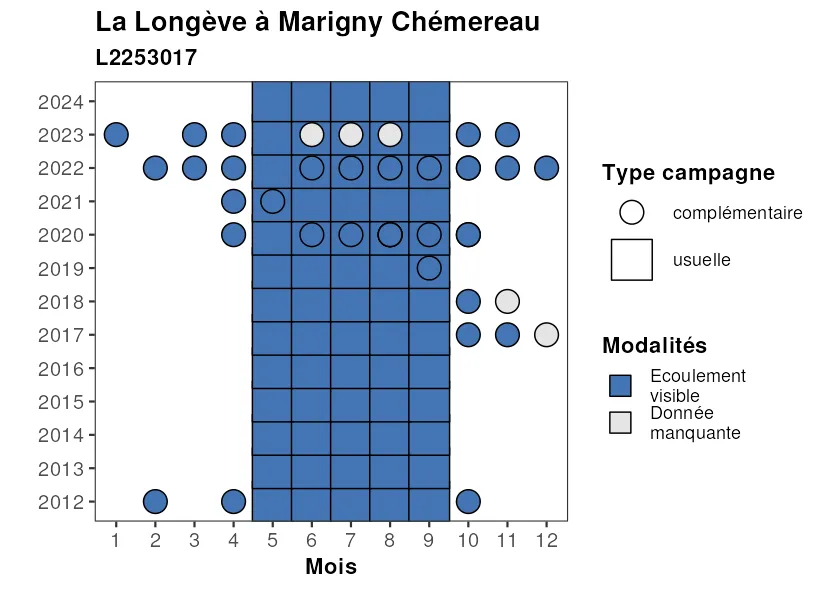 La Longève à Marigny Chémereau
L2253017
2024
2023
2022
2021
2020
2019
2018
2017
2016
2015
2014
2013
2012
1 2 3 4 5 6 7 8 9 10 11 12
Mois
Type campagne
complémentaire
usuelle
Modalités
Ecoulement
visible
Donnée
manquante